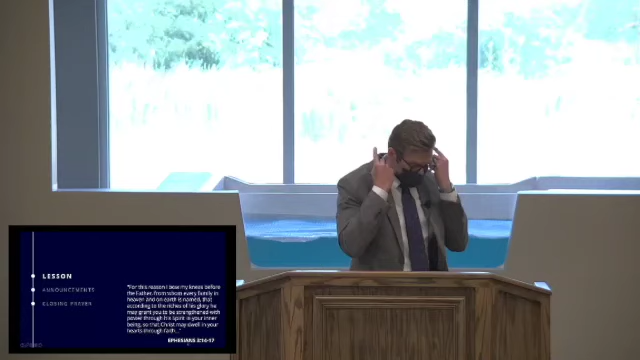 LESSON
ANNOUNCEMENTS
CLOSING PRAYER
"For this reason I bow my knees before
the Father, from whom every family in
heaven and on earth is named, that
according to the riches of his glory he
may grant you to be strengthened with
power through his Spirit in your inner
being, so that Christ may dwell in your
hearts through faith..."
EPHESIANS 3:14-17